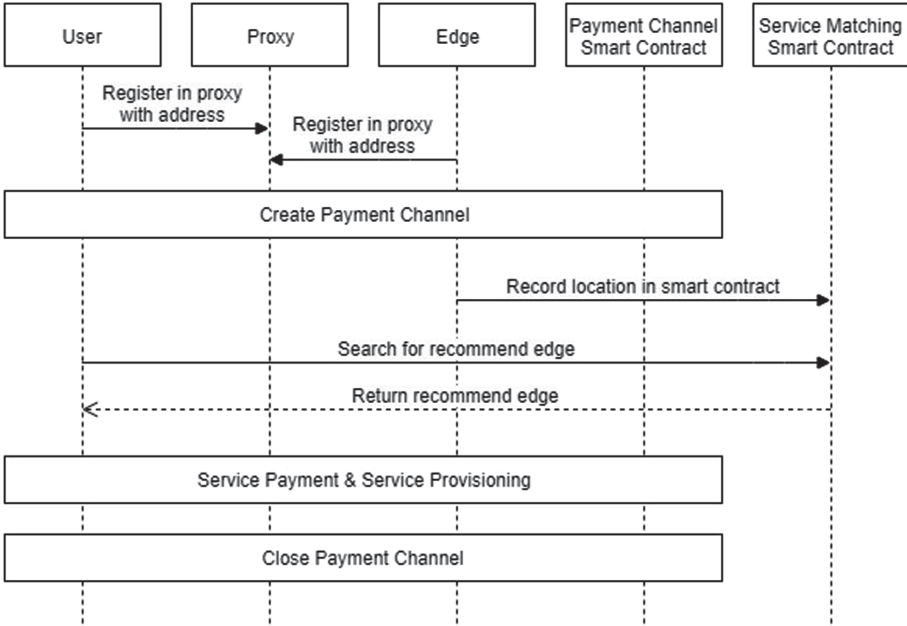 User
Proxy
Edge
Payment Channel
Smart Contract
Service Matching
Smart Contract
Register in proxy
with address
Register in proxy
with address
Create Payment Channel
Record location in smart contract
Search for recommend edge
Return recommend edge
Service Payment & Service Provisioning
Close Payment Channel